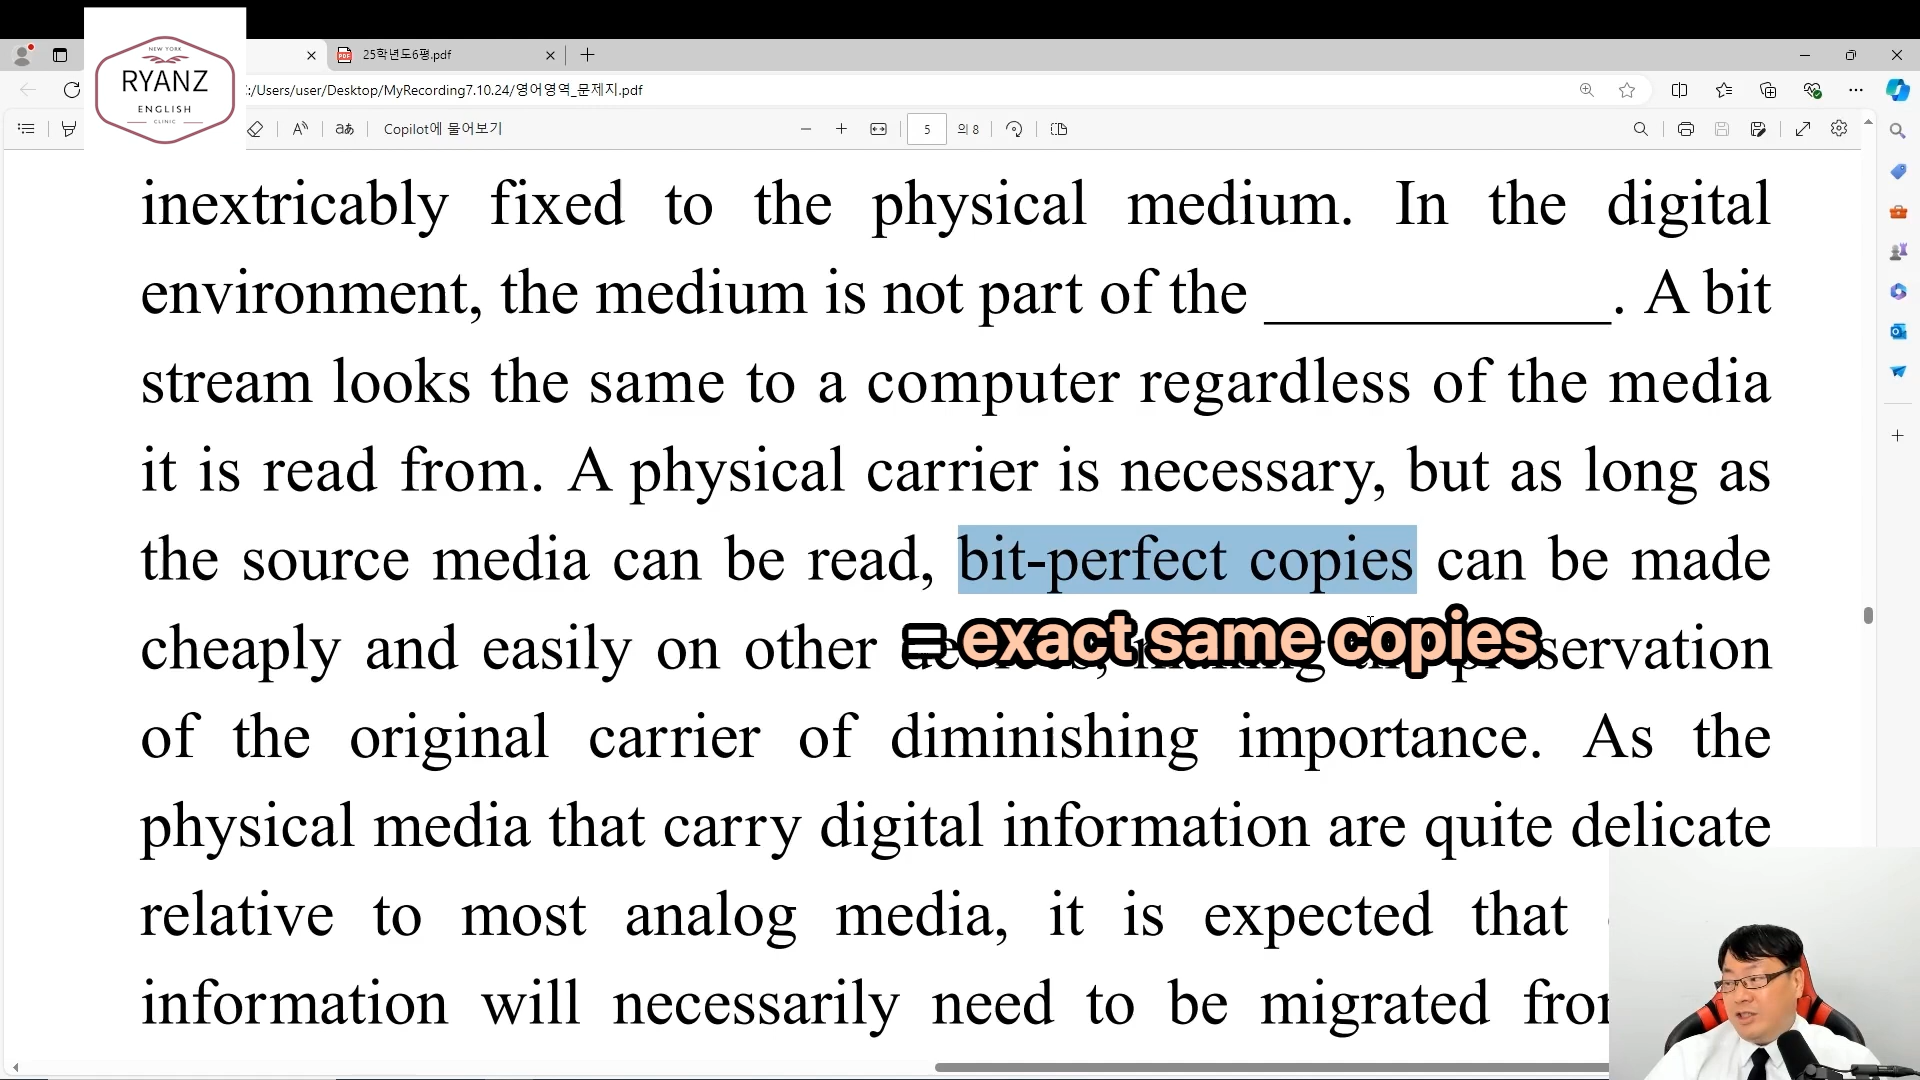 NEW YORK
RYANZ
ENGLISH
CLINIC
25학년도6평.pdf
:/Users/user/Desktop/MyRecording7.10.24/영어영역_문제지.pdf
aあ
Copilot에 물어보기
5
의 8
inextricably fixed to the physical medium. In the digital
environment, the medium is not part of the ____________. A bit
stream looks the same to a computer regardless of the media
it is read from. A physical carrier is necessary, but as long as
the source media can be read, bit-perfect copies can be made
= exact same copies
cheaply and easily on other
of the original carrier of diminishing importance. As the
physical media that carry digital information are quite delicate
relative to most analog media, it is expected that
information will necessarily need to be migrated